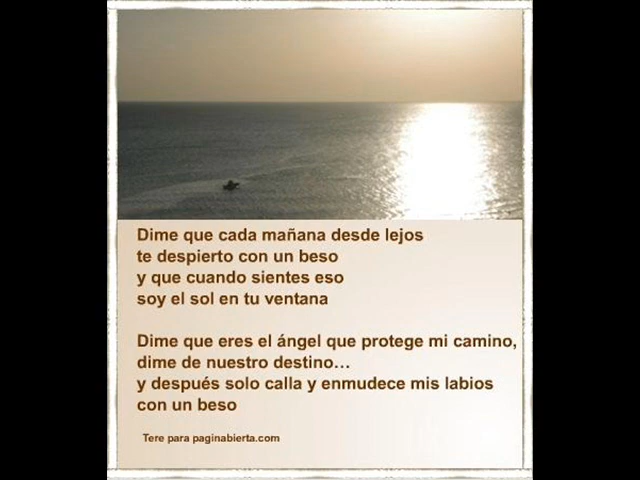 Dime que cada mañana desde lejos
te despierto con un beso
y que cuando sientes eso
soy el sol en tu ventana
Dime que eres el ángel que protege mi camino,
dime de nuestro destino…
y después solo calla y enmudece mis labios
con un beso
Tere para paginabierta.com